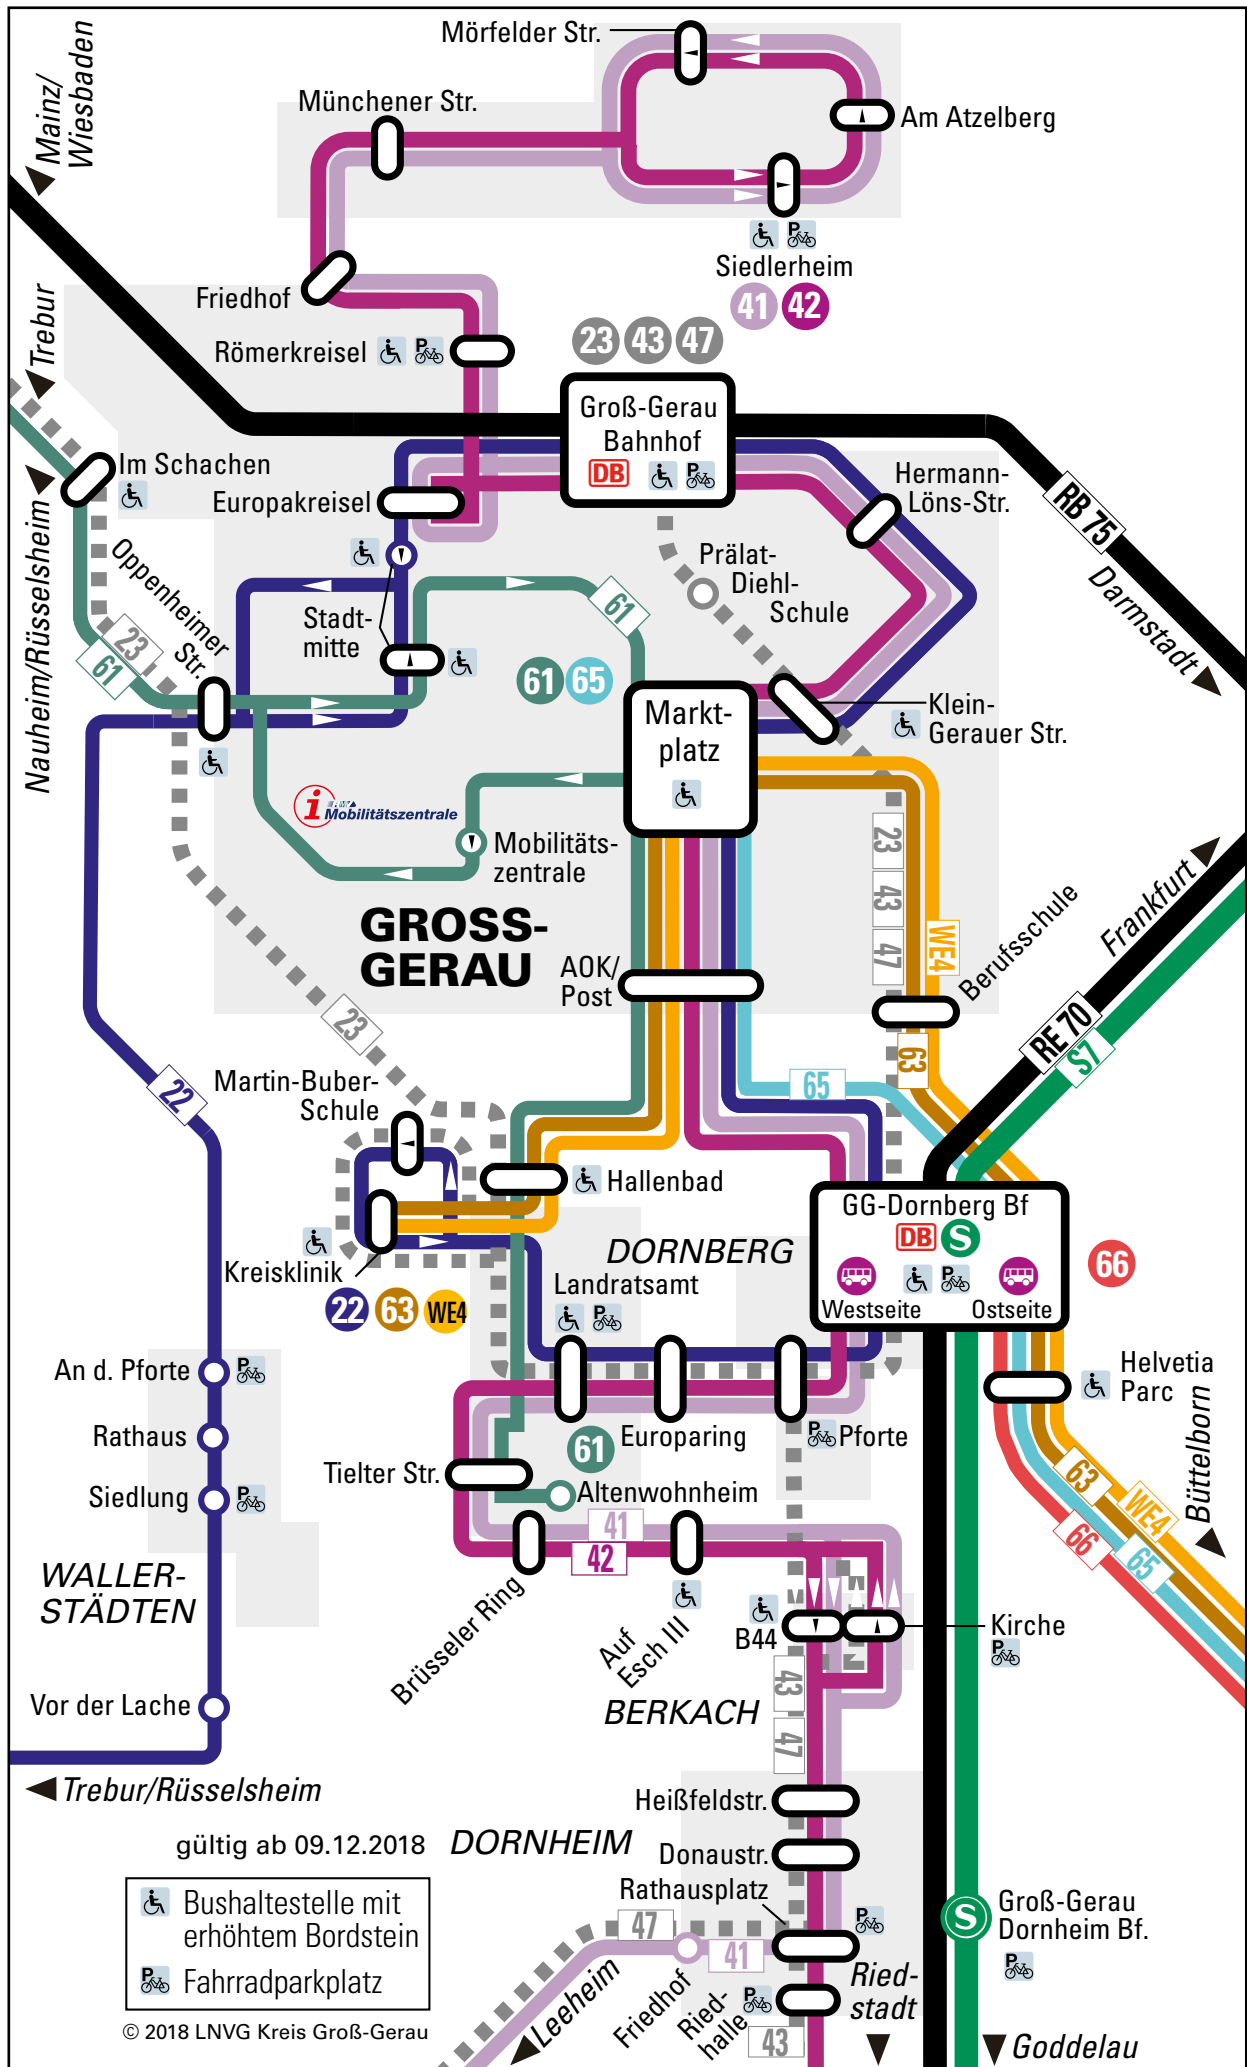 Mörfelder Str.
Mainz/
Wiesbaden
Münchener Str.
Am Atzelberg
Siedlerheim
41 42
Friedhof
Trebur
Römerkreisel
23 43 47
Groß-Gerau
Bahnhof
DB
Im Schachen
Europakreisel
Hermann-
Löns-Str.
RB 75
Nauheim/Rüsselsheim
Oppenheimer
Str.
Prälat-
Diehl-
Schule
Darmstadt
Stadt-
mitte
61
23
61
61 65
Markt-
platz
Klein-
Gerauer Str.
i
Mobilitätszentrale
Mobilitäts-
zentrale
23
43
47
WE4
Frankfurt
GROSS-
GERAU
AOK/
Post
Berufsschule
23
63
RE 70
S7
22
Martin-Buber-
Schule
65
Hallenbad
GG-Dornberg Bf
DB S
Westseite Ostseite
DORNBERG
66
Kreisklinik
22 63 WE4
Landratsamt
An d. Pforte
Rathaus
Siedlung
Helvetia
Parc
Büttelborn
61
Europaring
Pforte
Tielter Str.
Altenwohnheim
63
WE4
66
65
41
42
WALLER-
STÄDTEN
Brüsseler Ring
Auf
Esch III
B44
Kirche
43
47
BERKACH
Vor der Lache
Trebur/Rüsselsheim
Heißfeldstr.
gültig ab 09.12.2018
DORNHEIM
Donaustr.
Rathausplatz
Bushaltestelle mit
erhöhtem Bordstein
P Fahrradparkplatz
47
41
S
Groß-Gerau
Dornheim Bf.
Leeheim
Friedhof
Ried-
halle
43
Ried-
stadt
Goddelau
© 2018 LNVG Kreis Groß-Gerau